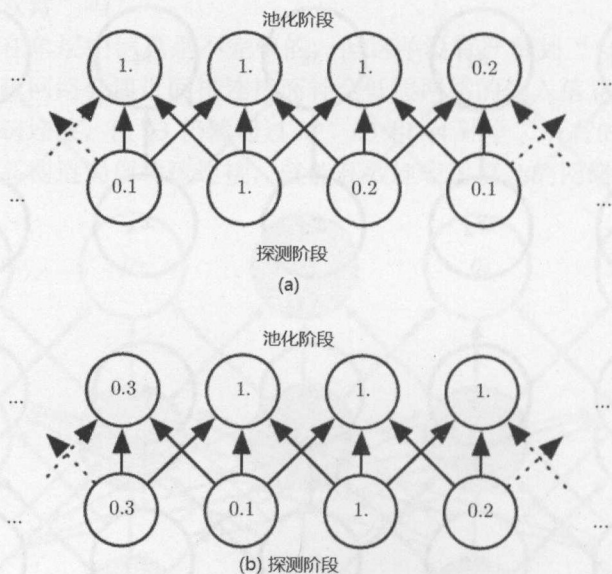 池化阶段
... 1. 1. 1. 0.2 ...
... 0.1 1. 0.2 0.1 ...
探测阶段
(a)
池化阶段
... 0.3 1. 1. 1. ...
... 0.3 0.1 1. 0.2 ...
(b) 探测阶段